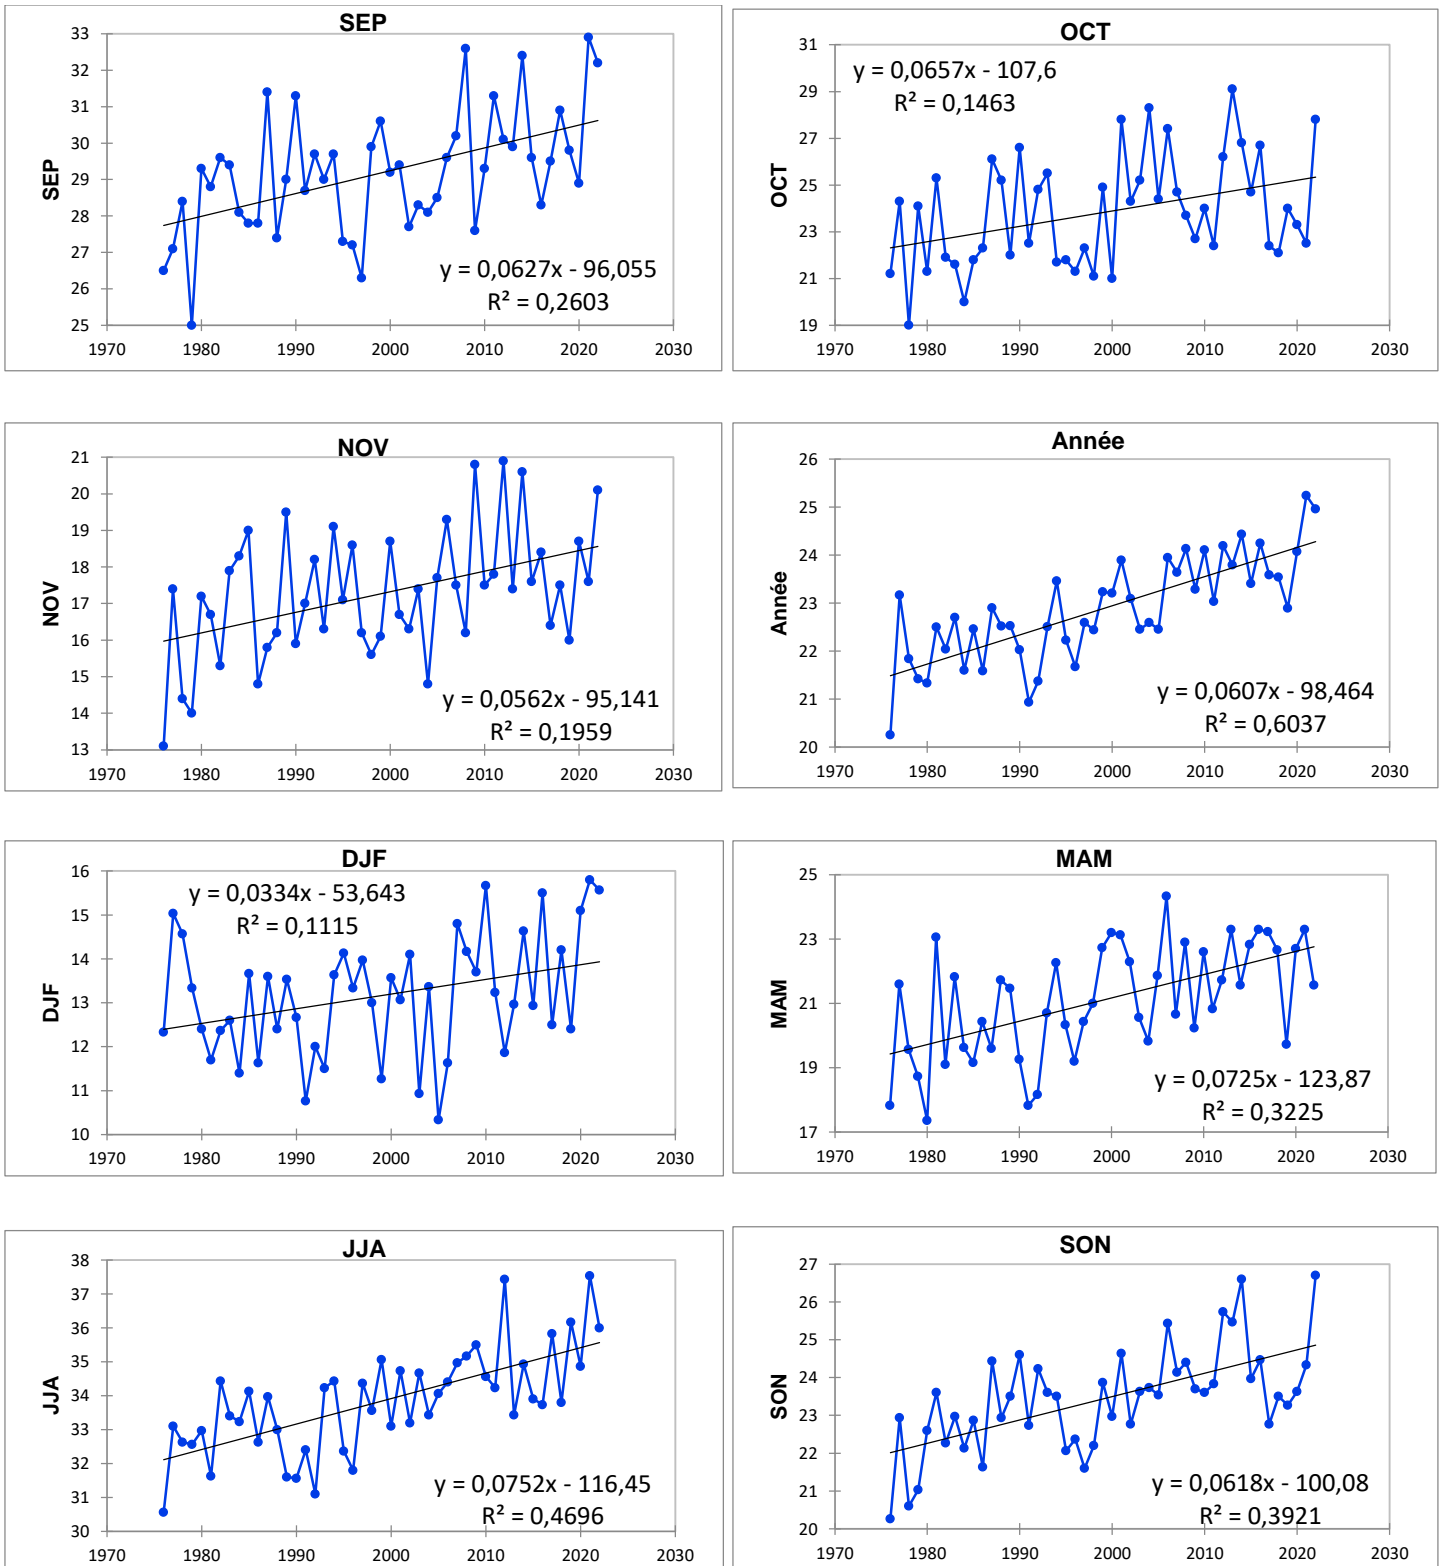 SEP
33
32
31
30
29
28
27
26
25
SEP
y = 0,0627x - 96,055
R² = 0,2603
1970 1980 1990 2000 2010 2020 2030
OCT
31
29
27
25
23
21
19
OCT
y = 0,0657x - 107,6
R² = 0,1463
1970 1980 1990 2000 2010 2020 2030
NOV
21
20
19
18
17
16
15
14
13
NOV
y = 0,0562x - 95,141
R² = 0,1959
1970 1980 1990 2000 2010 2020 2030
Année
26
25
24
23
22
21
20
Année
y = 0,0607x - 98,464
R² = 0,6037
1970 1980 1990 2000 2010 2020 2030
DJF
16
15
14
13
12
11
10
DJF
y = 0,0334x - 53,643
R² = 0,1115
1970 1980 1990 2000 2010 2020 2030
MAM
25
23
21
19
17
MAM
y = 0,0725x - 123,87
R² = 0,3225
1970 1980 1990 2000 2010 2020 2030
JJA
38
37
36
35
34
33
32
31
30
JJA
y = 0,0752x - 116,45
R² = 0,4696
1970 1980 1990 2000 2010 2020 2030
SON
27
26
25
24
23
22
21
20
SON
y = 0,0618x - 100,08
R² = 0,3921
1970 1980 1990 2000 2010 2020 2030